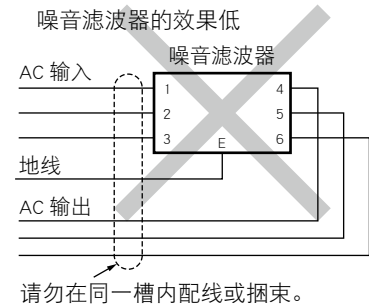 噪音滤波器的效果低
噪音滤波器
AC 输入
1 4
2 5
3 E 6
地线
AC 输出
请勿在同一槽内配线或捆束。